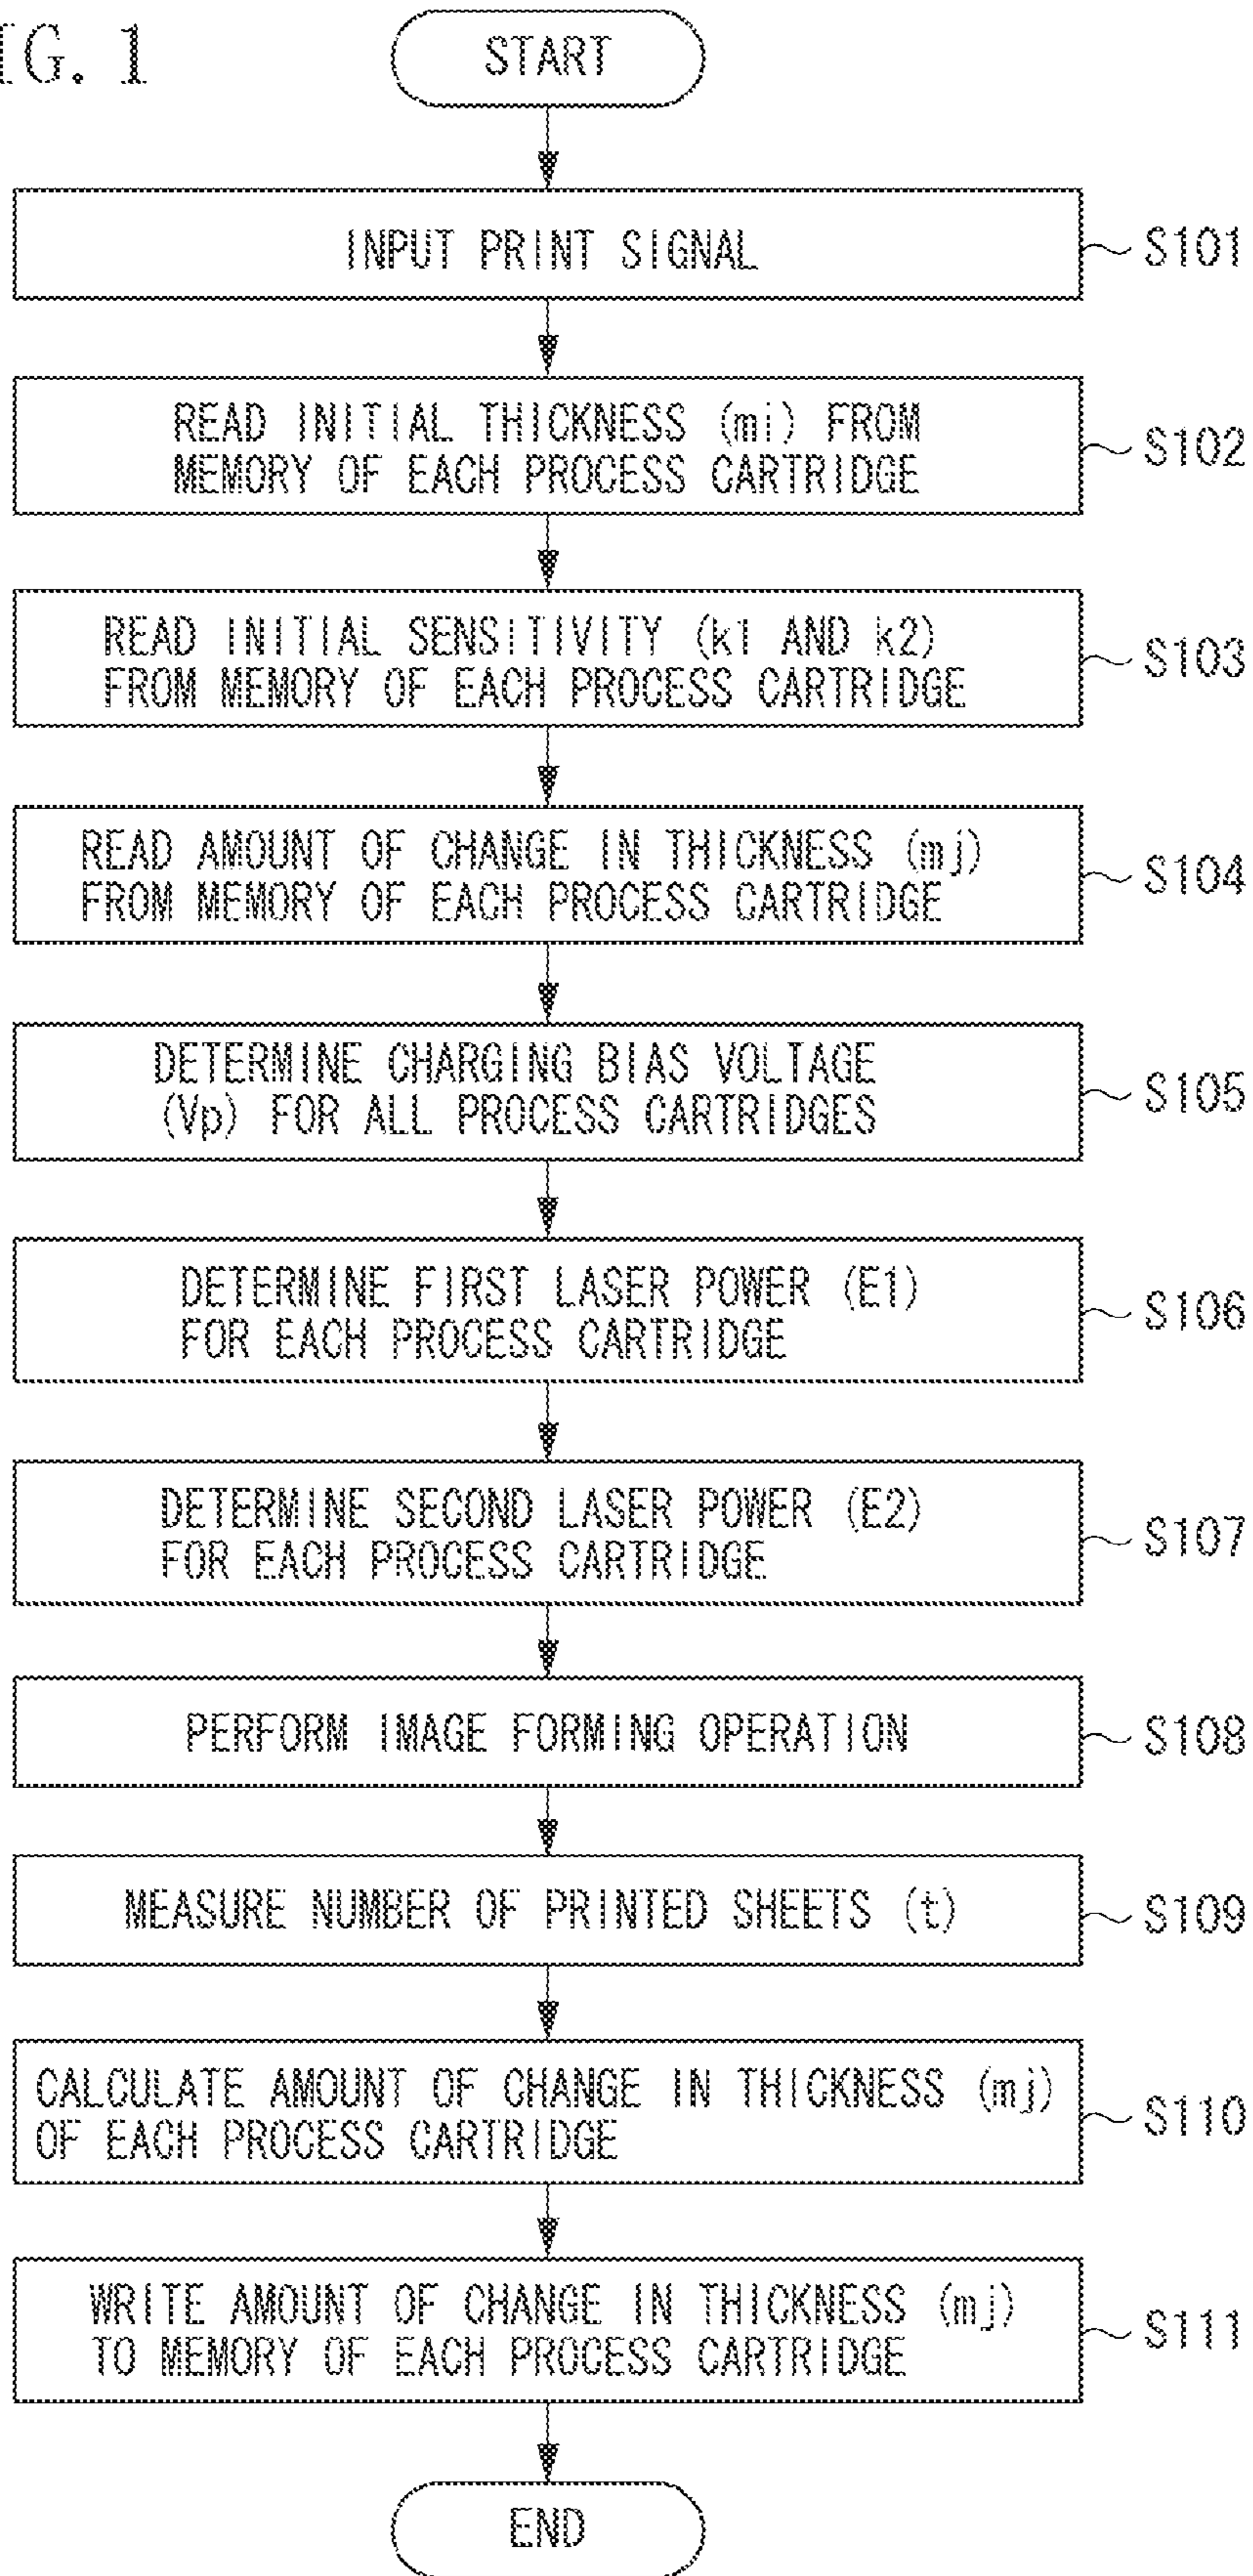 IG. 1
START
INPUT PRINT SIGNAL
S101
READ INITIAL THICKNESS (mi) FROM
MEMORY OF EACH PROCESS CARTRIDGE
S102
READ INITIAL SENSITIVITY (k1 AND k2)
FROM MEMORY OF EACH PROCESS CARTRIDGE
S103
READ AMOUNT OF CHANGE IN THICKNESS (mj)
FROM MEMORY OF EACH PROCESS CARTRIDGE
S104
DETERMINE CHARGING BIAS VOLTAGE
(Vp) FOR ALL PROCESS CARTRIDGES
S105
DETERMINE FIRST LASER POWER (E1)
FOR EACH PROCESS CARTRIDGE
S106
DETERMINE SECOND LASER POWER (E2)
FOR EACH PROCESS CARTRIDGE
S107
PERFORM IMAGE FORMING OPERATION
S108
MEASURE NUMBER OF PRINTED SHEETS (t)
S109
CALCULATE AMOUNT OF CHANGE IN THICKNESS (mj)
OF EACH PROCESS CARTRIDGE
S110
WRITE AMOUNT OF CHANGE IN THICKNESS (mj)
TO MEMORY OF EACH PROCESS CARTRIDGE
S111
END